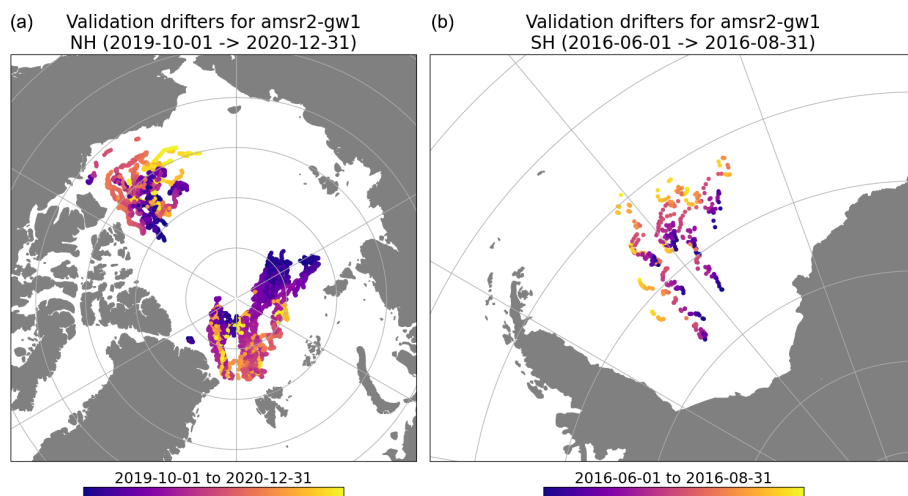 (a) Validation drifters for amsr2-gw1
NH (2019-10-01 -> 2020-12-31)
(b) Validation drifters for amsr2-gw1
SH (2016-06-01 -> 2016-08-31)
2019-10-01 to 2020-12-31
2016-06-01 to 2016-08-31